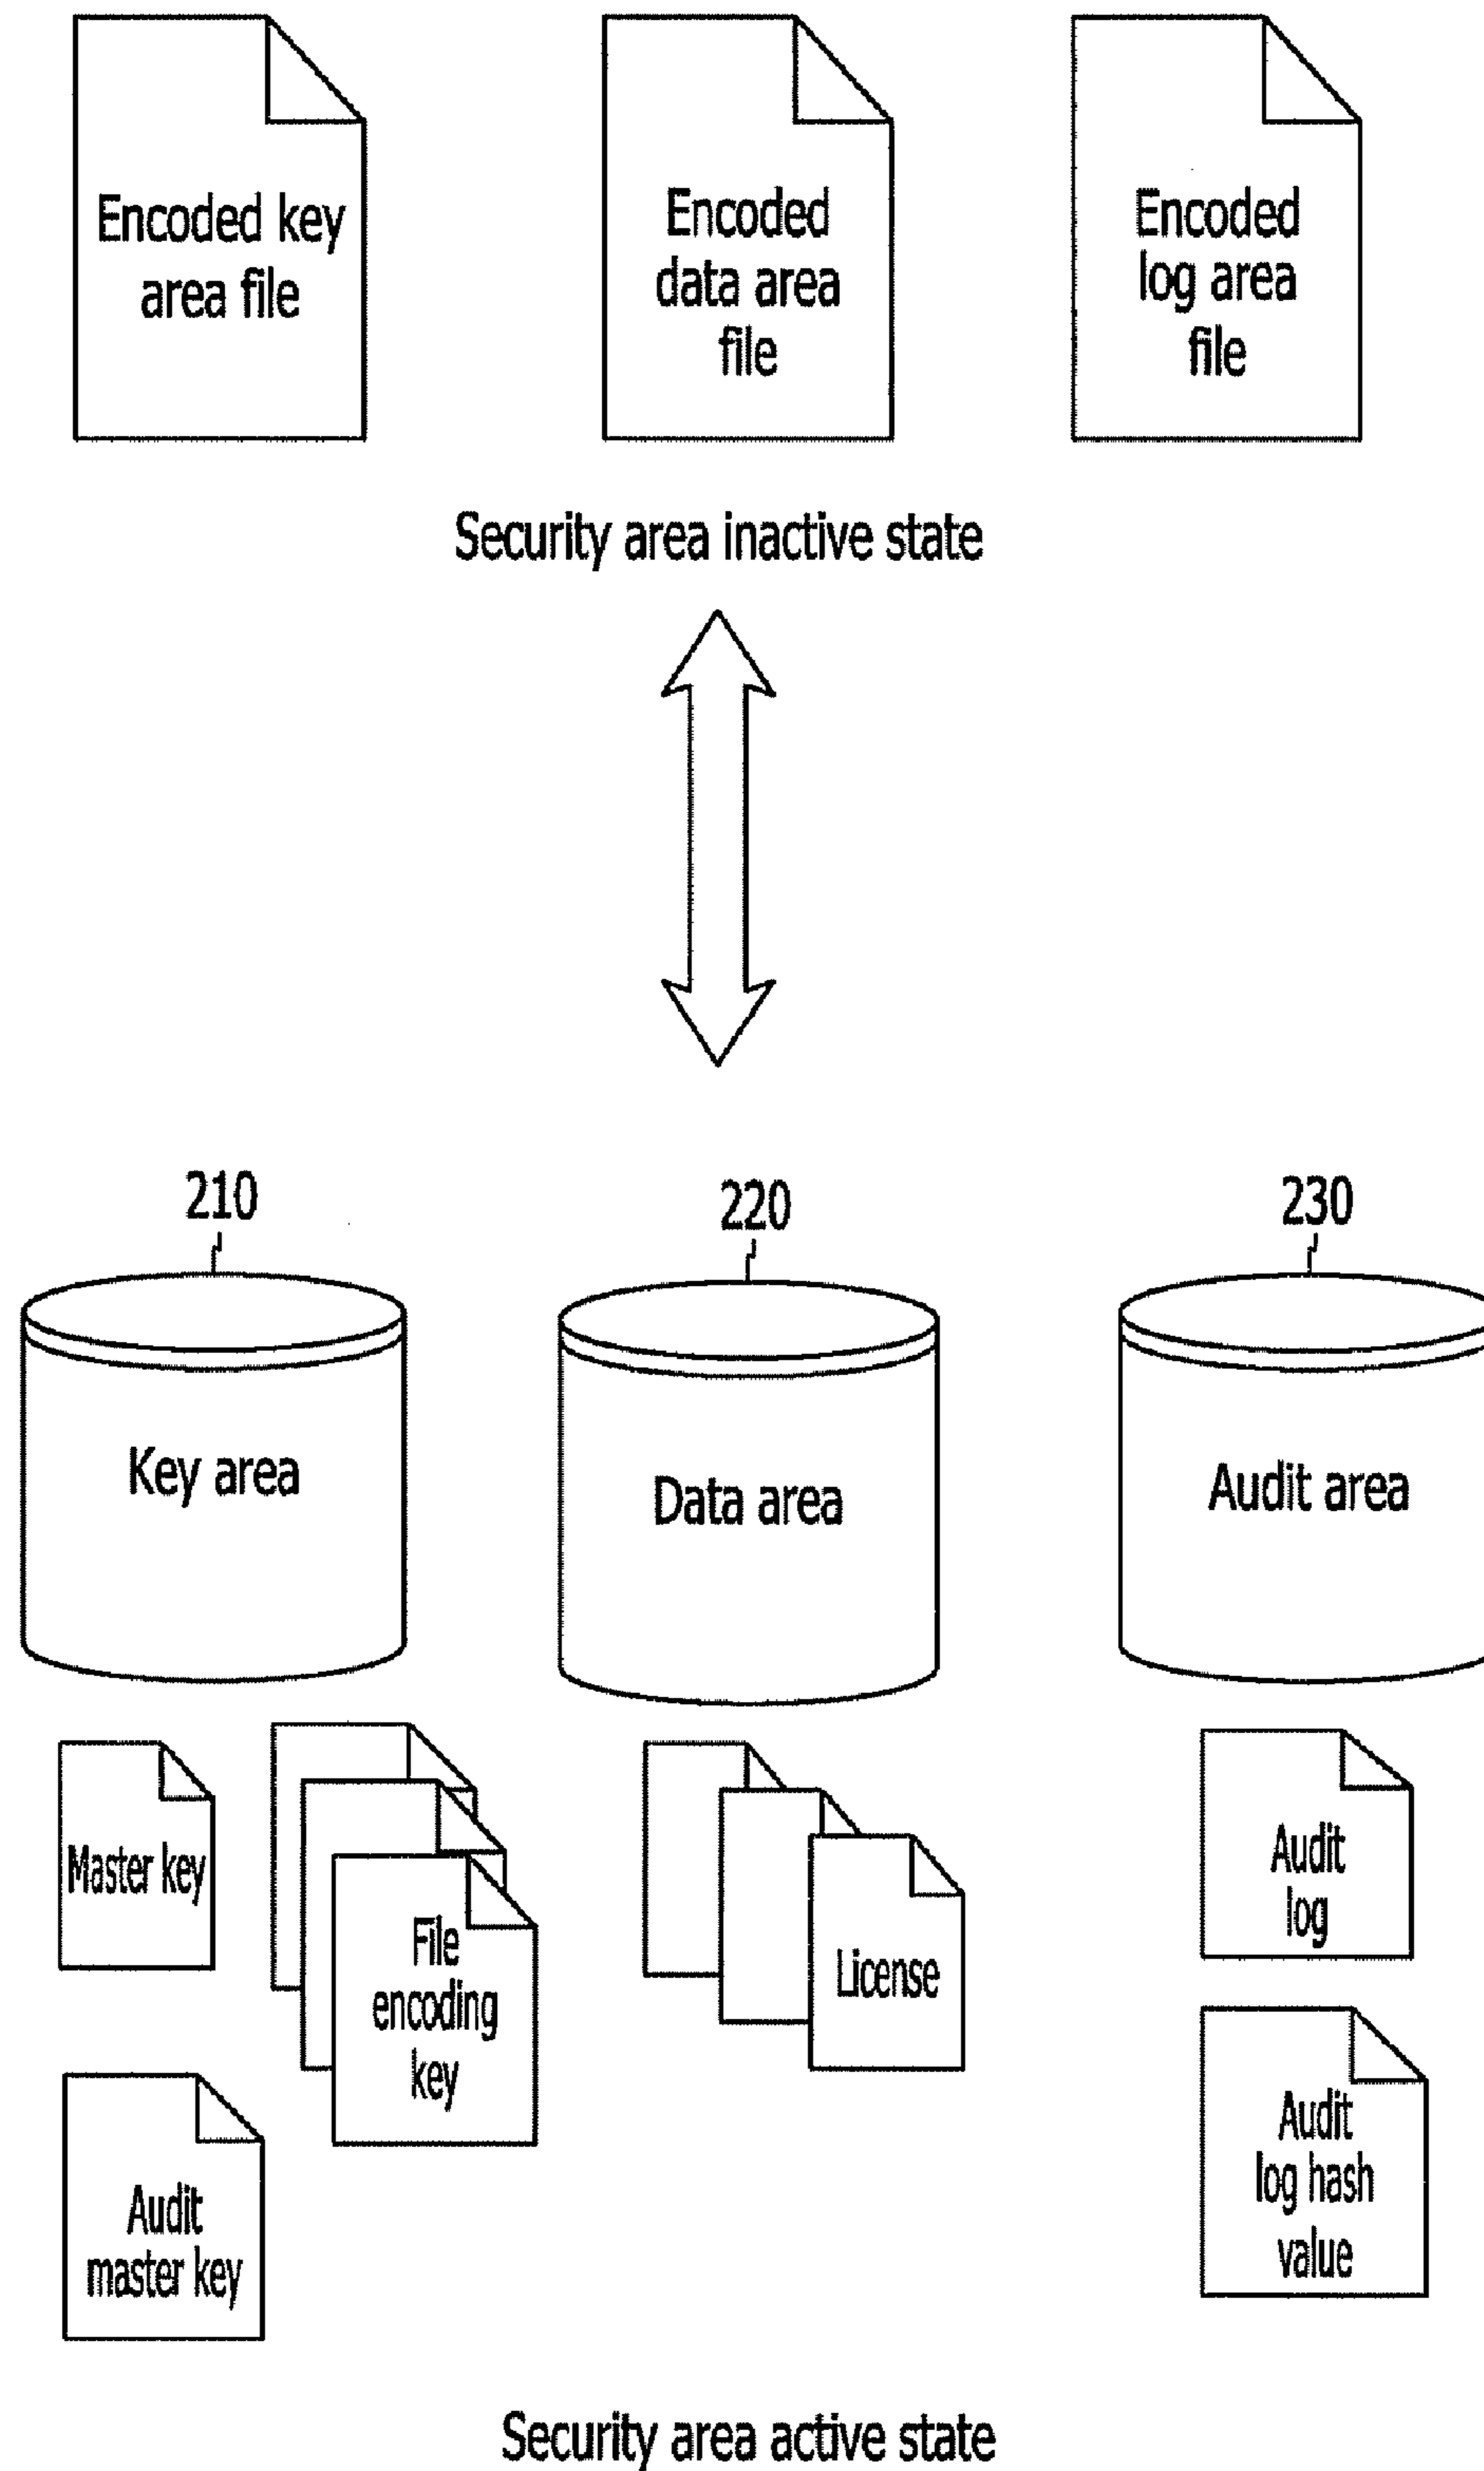 Encoded key
area file
Encoded
data area
file
Encoded
log area
file
Security area inactive state
210
220
230
Key area
Data area
Audit area
Master key
File
encoding
key
Audit
master key
License
Audit
log
Audit
log hash
value
Security area active state